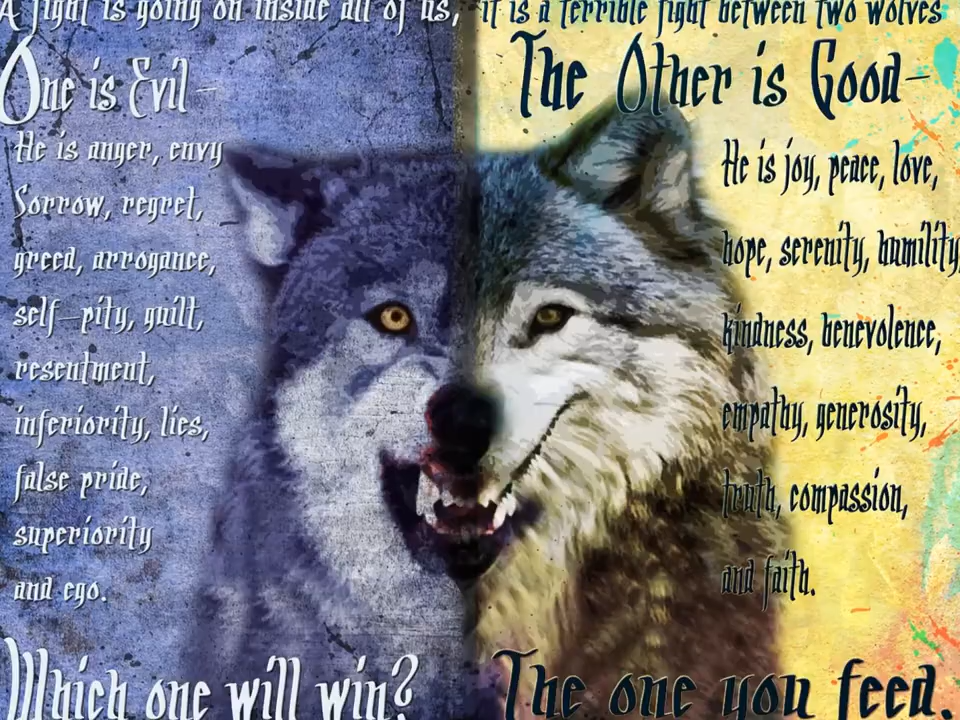 A fight is going on inside all of us, it is a terrible fight between two wolves
One is Evil-
He is anger, envy
Sorrow, regret,
greed, arrogance,
self-pity, guilt,
resentment,
inferiority, lies,
false pride,
superiority
and ego.
The Other is Good-
He is joy, peace, love,
hope, serenity, humility,
kindness, benevolence,
empathy, generosity,
truth, compassion,
and faith.
Which one will win?
The one you feed.